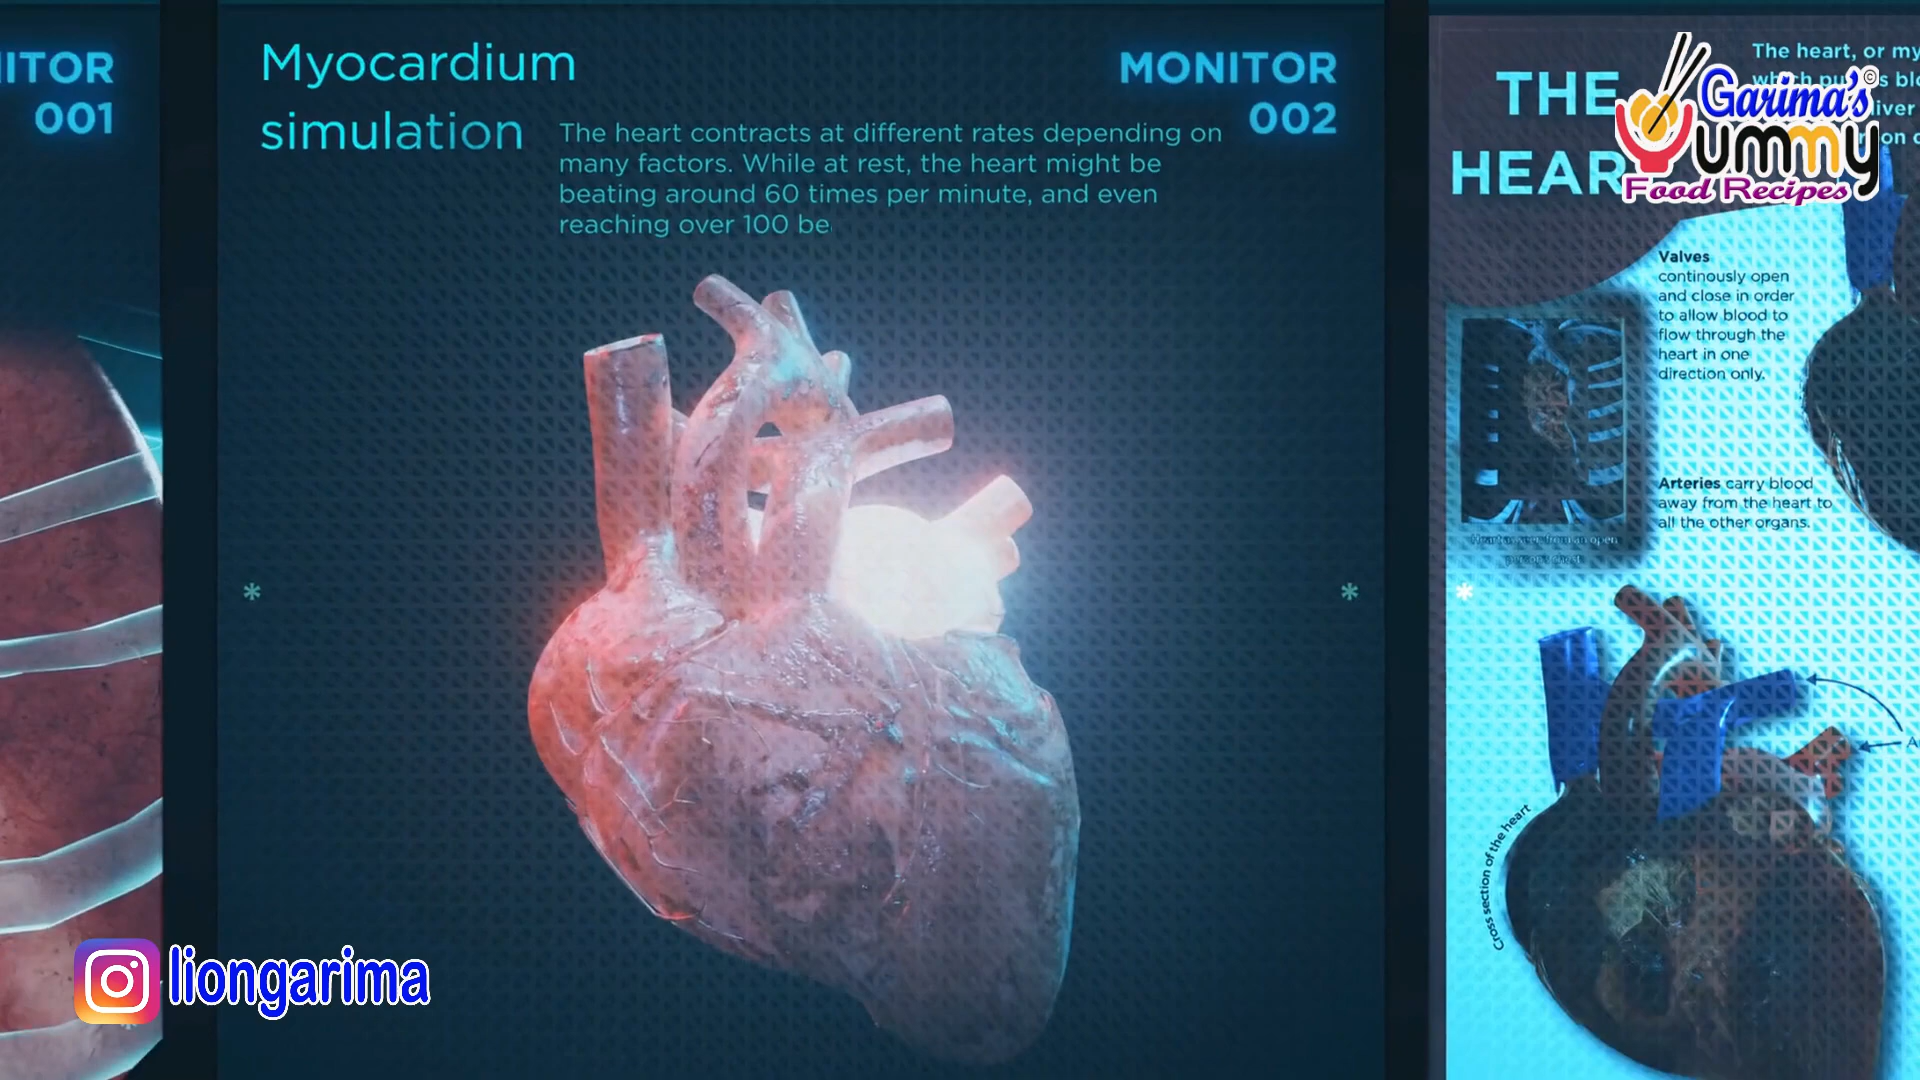 ITOR
001
Myocardium
simulation
MONITOR
002
The heart contracts at different rates depending on
many factors. While at rest, the heart might be
beating around 60 times per minute, and even
reaching over 100 be
THE
HEAR
The heart, or my
iver
on o
Garima's
Yummy
Food Recipes
©
Valves
continously open
and close in order
to allow blood to
flow through the
heart in one
direction only.
Arteries carry blood
away from the heart to
all the other organs.
Cross section of the heart
liongarima